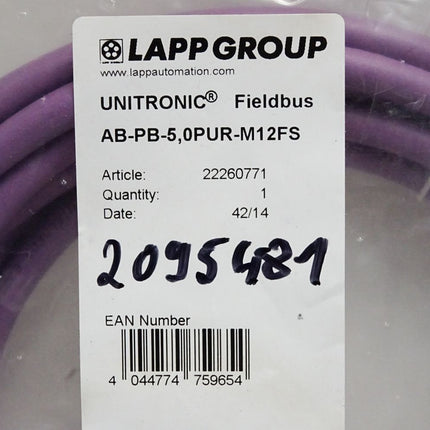 LAPP GROUP
www.lappautomation.com
UNITRONIC® Fieldbus
AB-PB-5,0PUR-M12FS
Article: 22260771
Quantity: 1
Date: 42/14
2095481
EAN Number
4 044774 759654